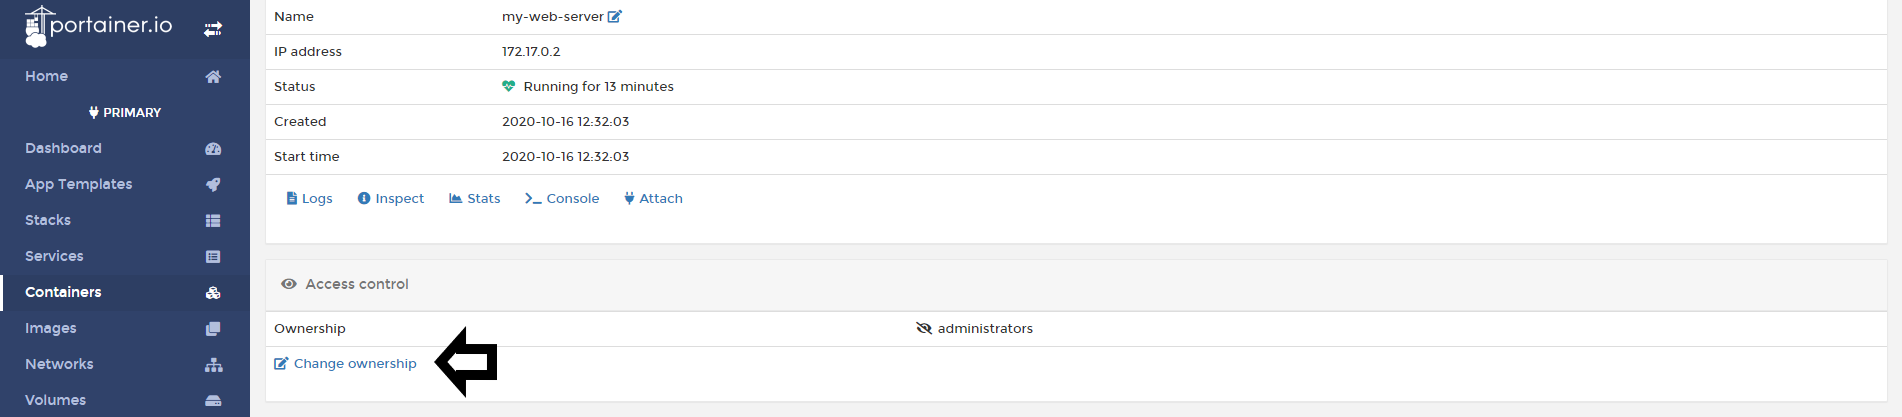 portainer.io
Home
PRIMARY
Dashboard
App Templates
Stacks
Services
Containers
Images
Networks
Volumes
Name my-web-server
IP address 172.17.0.2
Status Running for 13 minutes
Created 2020-10-16 12:32:03
Start time 2020-10-16 12:32:03
Logs Inspect Stats Console Attach
Access control
Ownership administrators
Change ownership